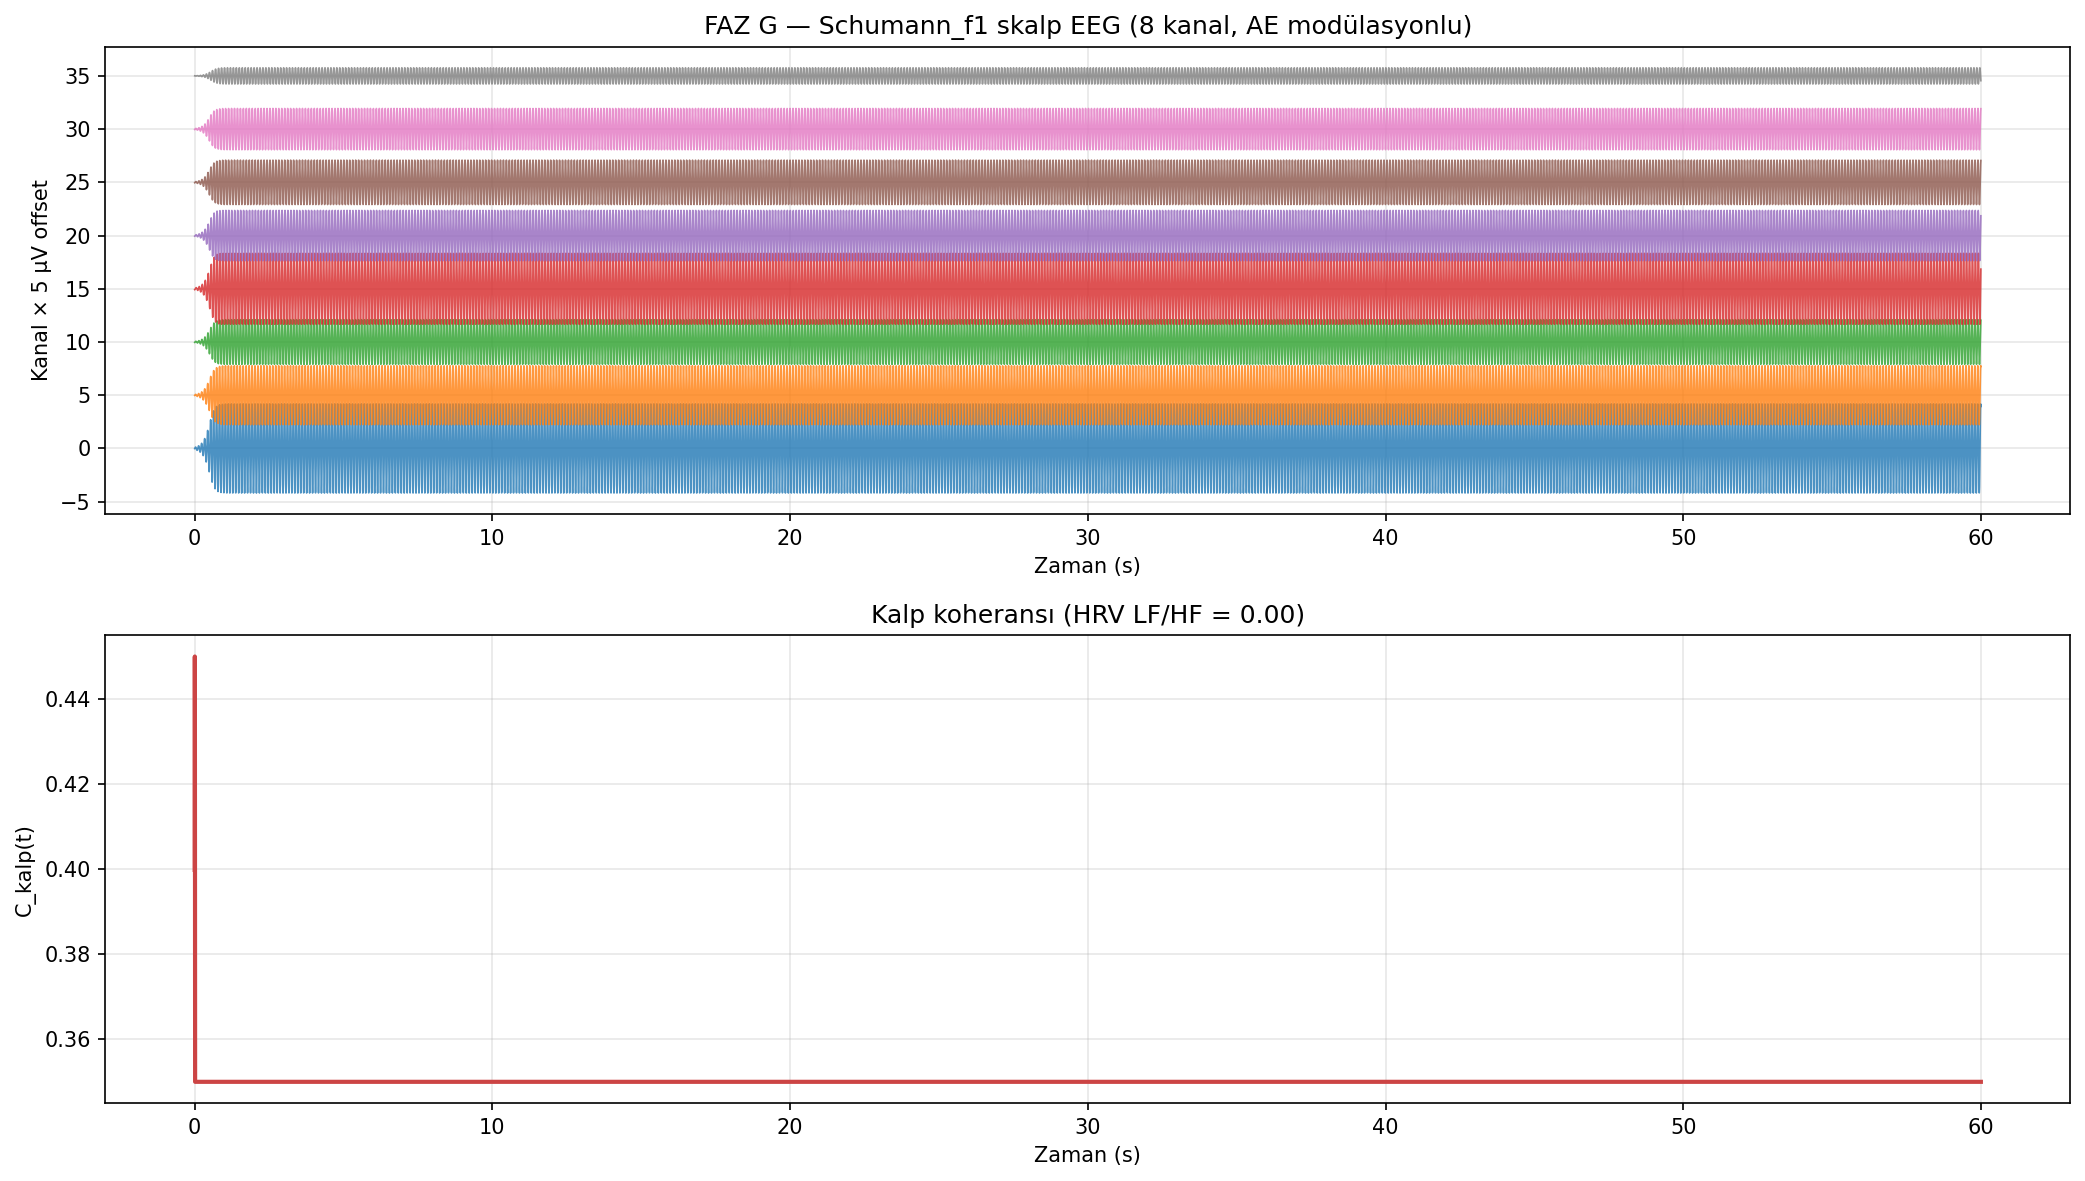 FAZ G — Schumann_f1 skalp EEG (8 kanal, AE modülasyonlu)
Kanal × 5 µV offset
35
30
25
20
15
10
5
0
−5
0 10 20 30 40 50 60
Zaman (s)
Kalp koheransı (HRV LF/HF = 0.00)
C_kalp(t)
0.44
0.42
0.40
0.38
0.36
0 10 20 30 40 50 60
Zaman (s)